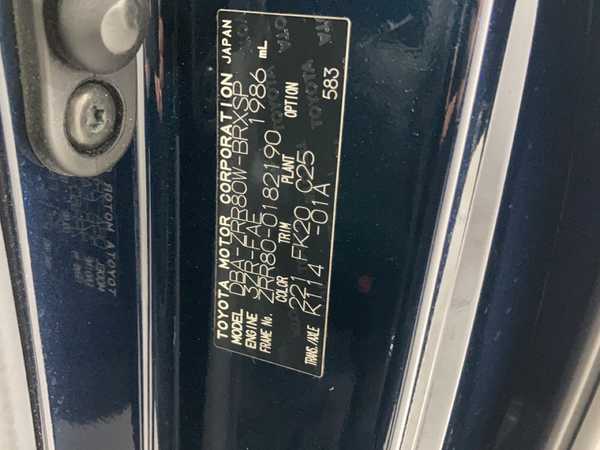 TOYOTA MOTOR CORPORATION JAPAN
MODEL DBA-ZRR80W-BRXSP
ENGINE 3ZR-FAE 1986 mL
FRAME No. ZRR80-0182190
COLOR TRIM PLANT OPTION
221 FK20 C25 583
TRANS./AXLE K114 -01A